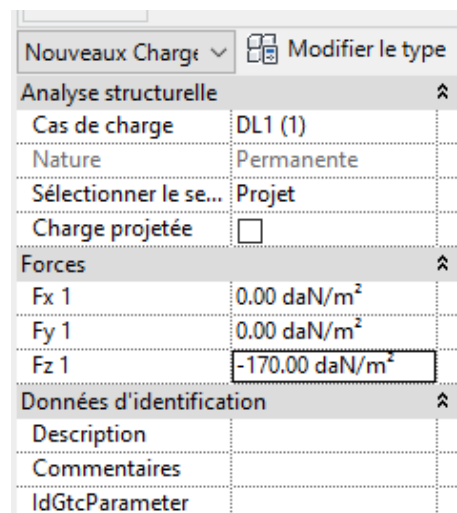 Nouveaux Charge Modifier le type
Analyse structurelle
Cas de charge DL1 (1)
Nature Permanente
Sélectionner le se... Projet
Charge projetée
Forces
Fx 1 0.00 daN/m²
Fy 1 0.00 daN/m²
Fz 1 -170.00 daN/m²
Données d'identification
Description
Commentaires
IdGtcParameter